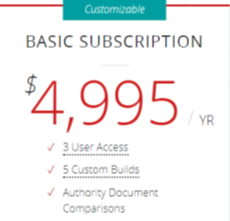 Customizable
BASIC SUBSCRIPTION
$4,995 / YR
✓ 3 User Access
✓ 5 Custom Builds
✓ Authority Document
Comparisons